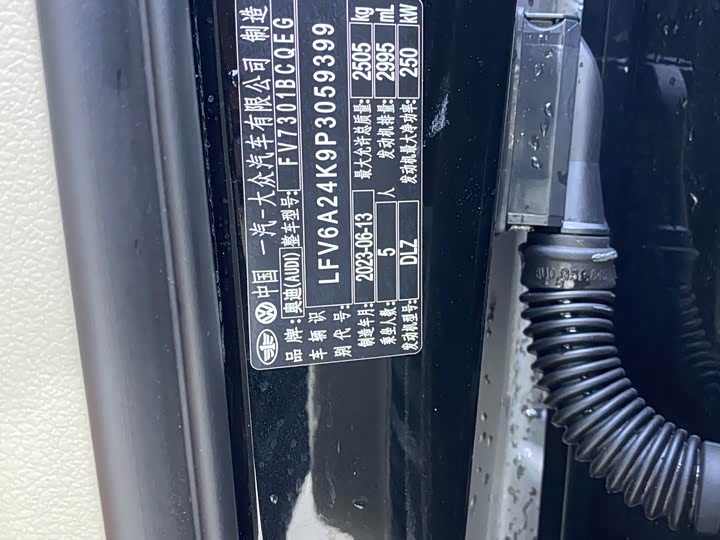 中国 一汽-大众汽车有限公司 制造
品牌: 奥迪(AUDI) 整车型号: FV7301BCQEG
车辆识别代号: LFV6A24K9P3059399
制造年月: 2023-06-13 最大允许总质量: 2505 kg
乘坐人数: 5 人 发动机排量: 2995 mL
发动机型号: DLZ 发动机最大净功率: 250 kW